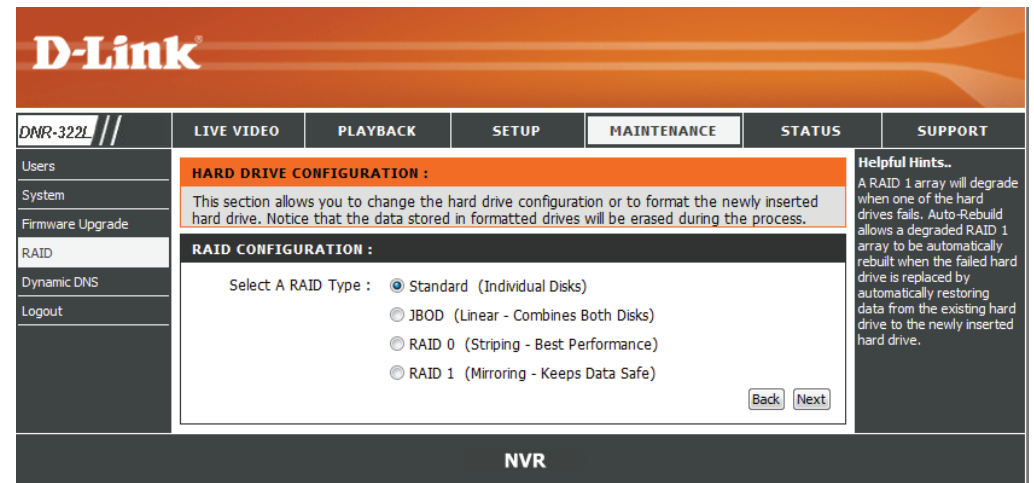 D-Link®
DNR-322L
LIVE VIDEO
PLAYBACK
SETUP
MAINTENANCE
STATUS
SUPPORT
Users
System
Firmware Upgrade
RAID
Dynamic DNS
Logout
HARD DRIVE CONFIGURATION :
This section allows you to change the hard drive configuration or to format the newly inserted
hard drive. Notice that the data stored in formatted drives will be erased during the process.
RAID CONFIGURATION :
Select A RAID Type :
Standard (Individual Disks)
JBOD (Linear - Combines Both Disks)
RAID 0 (Striping - Best Performance)
RAID 1 (Mirroring - Keeps Data Safe)
Back Next
Helpful Hints..
A RAID 1 array will degrade
when one of the hard
drives fails. Auto-Rebuild
allows a degraded RAID 1
array to be automatically
rebuilt when the failed hard
drive is replaced by
automatically restoring
data from the existing hard
drive to the newly inserted
hard drive.
NVR